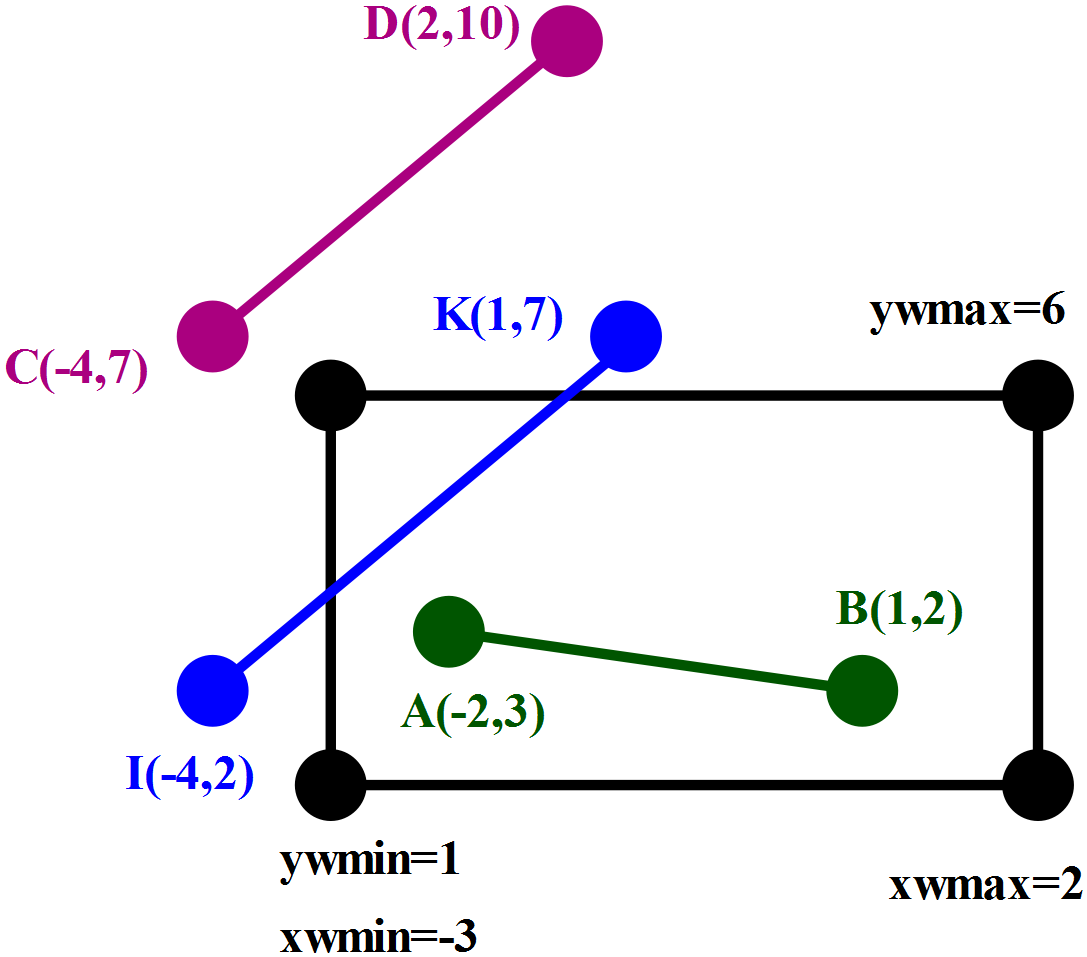 D(2,10)
K(1,7)
ywmax=6
C(-4,7)
B(1,2)
A(-2,3)
I(-4,2)
ywmin=1
xwmax=2
xwmin=-3